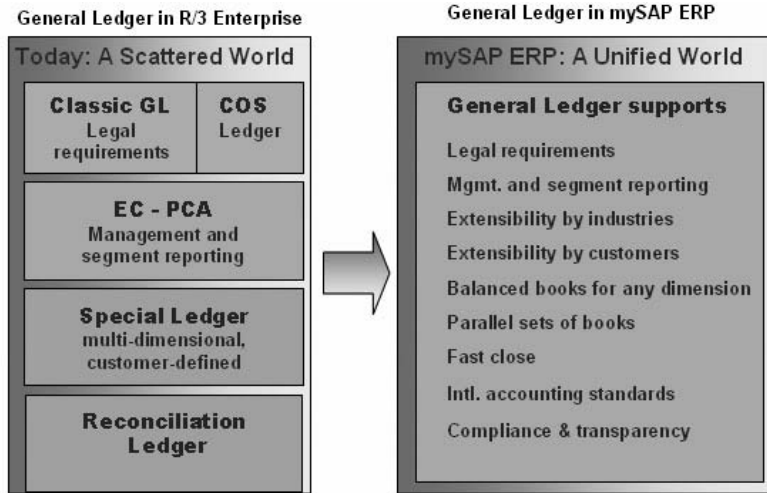 General Ledger in R/3 Enterprise
Today: A Scattered World
Classic GL
Legal
requirements
COS
Ledger
EC - PCA
Management and
segment reporting
Special Ledger
multi-dimensional,
customer-defined
Reconciliation
Ledger
General Ledger in mySAP ERP
mySAP ERP: A Unified World
General Ledger supports
Legal requirements
Mgmt. and segment reporting
Extensibility by industries
Extensibility by customers
Balanced books for any dimension
Parallel sets of books
Fast close
Intl. accounting standards
Compliance & transparency